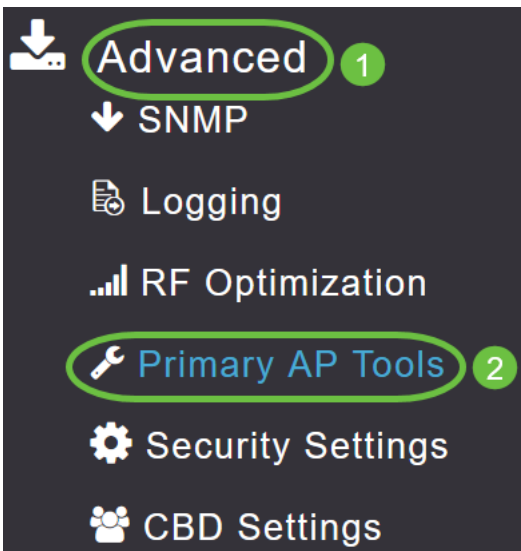 Advanced 1
SNMP
Logging
RF Optimization
Primary AP Tools 2
Security Settings
CBD Settings